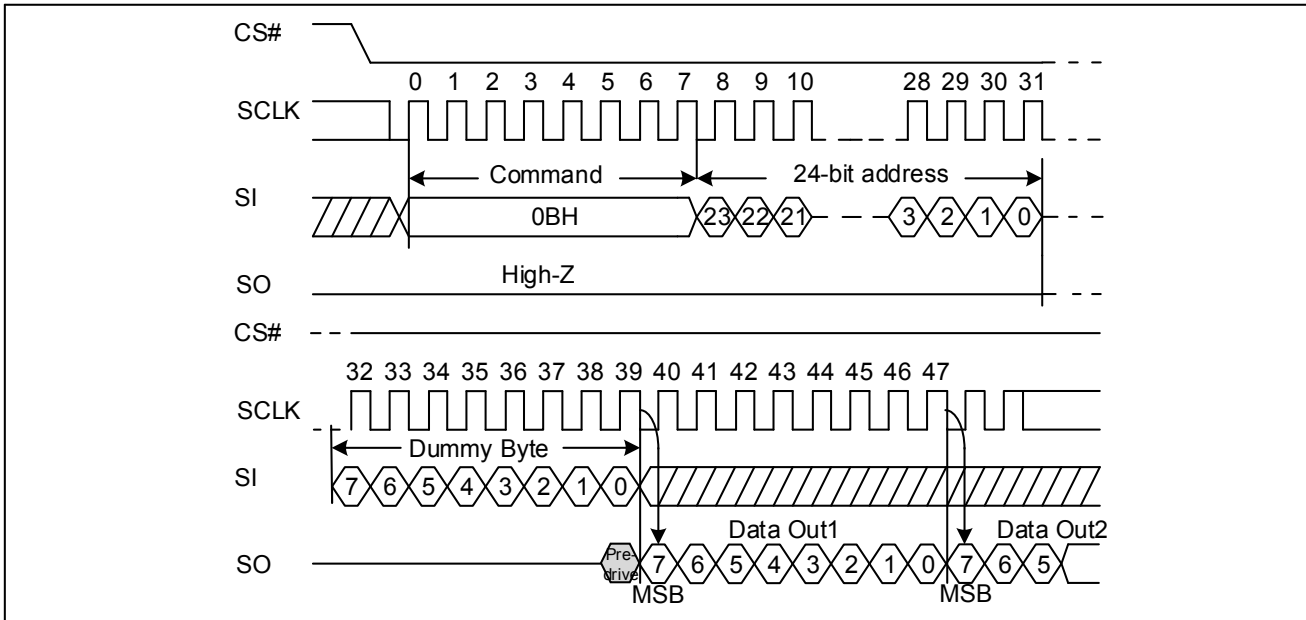 CS#
0 1 2 3 4 5 6 7 8 9 10 28 29 30 31
SCLK
Command 24-bit address
SI
0BH 23 22 21 3 2 1 0
High-Z
SO
CS#
32 33 34 35 36 37 38 39 40 41 42 43 44 45 46 47
SCLK
Dummy Byte
SI
7 6 5 4 3 2 1 0
Data Out1 Data Out2
SO
Pre-drive 7 6 5 4 3 2 1 0 7 6 5
MSB MSB